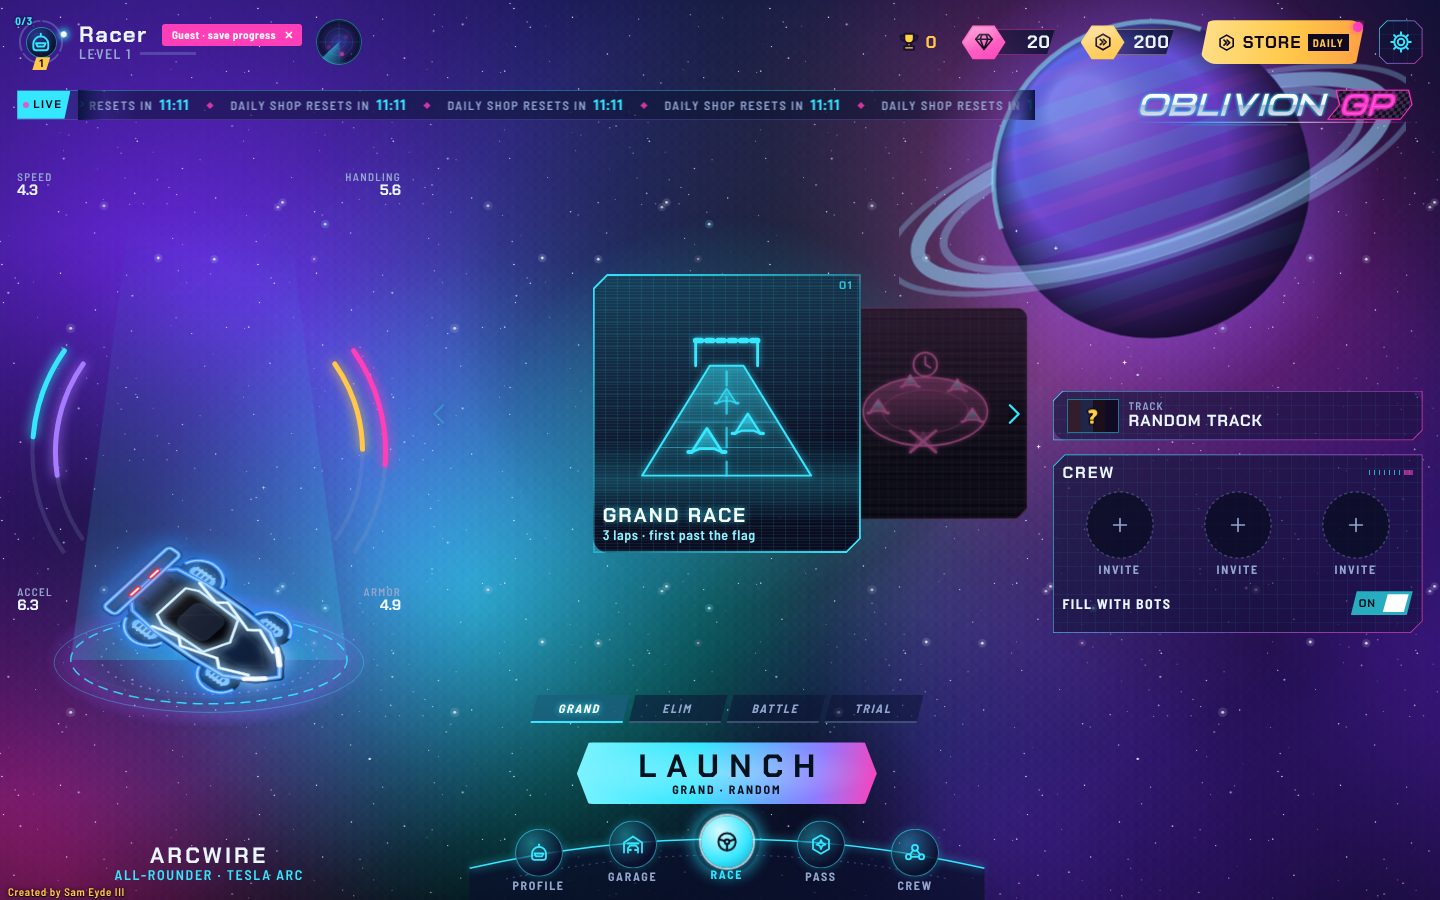 0/3
Racer
LEVEL 1
1
Guest · save progress ×
0
20
200
STORE DAILY
LIVE
RESETS IN 11:11 ◆ DAILY SHOP RESETS IN 11:11 ◆ DAILY SHOP RESETS IN 11:11 ◆ DAILY SHOP RESETS IN 11:11 ◆ DAILY SHOP RESETS IN
OBLIVION GP
SPEED
4.3
HANDLING
5.6
ACCEL
6.3
ARMOR
4.9
01
GRAND RACE
3 laps · first past the flag
?
TRACK
RANDOM TRACK
CREW
INVITE
INVITE
INVITE
FILL WITH BOTS
ON
GRAND
ELIM
BATTLE
TRIAL
LAUNCH
GRAND · RANDOM
ARCWIRE
ALL-ROUNDER · TESLA ARC
PROFILE
GARAGE
RACE
PASS
CREW
Created by Sam Eyde III